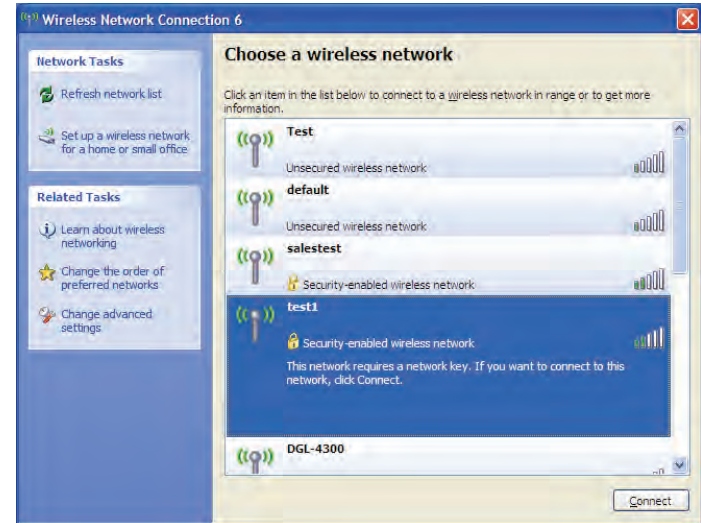 Wireless Network Connection 6
Network Tasks
Refresh network list
Set up a wireless network
for a home or small office
Related Tasks
Learn about wireless
networking
Change the order of
preferred networks
Change advanced
settings
Choose a wireless network
Click an item in the list below to connect to a wireless network in range or to get more
information.
Test
Unsecured wireless network
default
Unsecured wireless network
salestest
Security-enabled wireless network
test1
Security-enabled wireless network
This network requires a network key. If you want to connect to this
network, click Connect.
DGL-4300
Connect